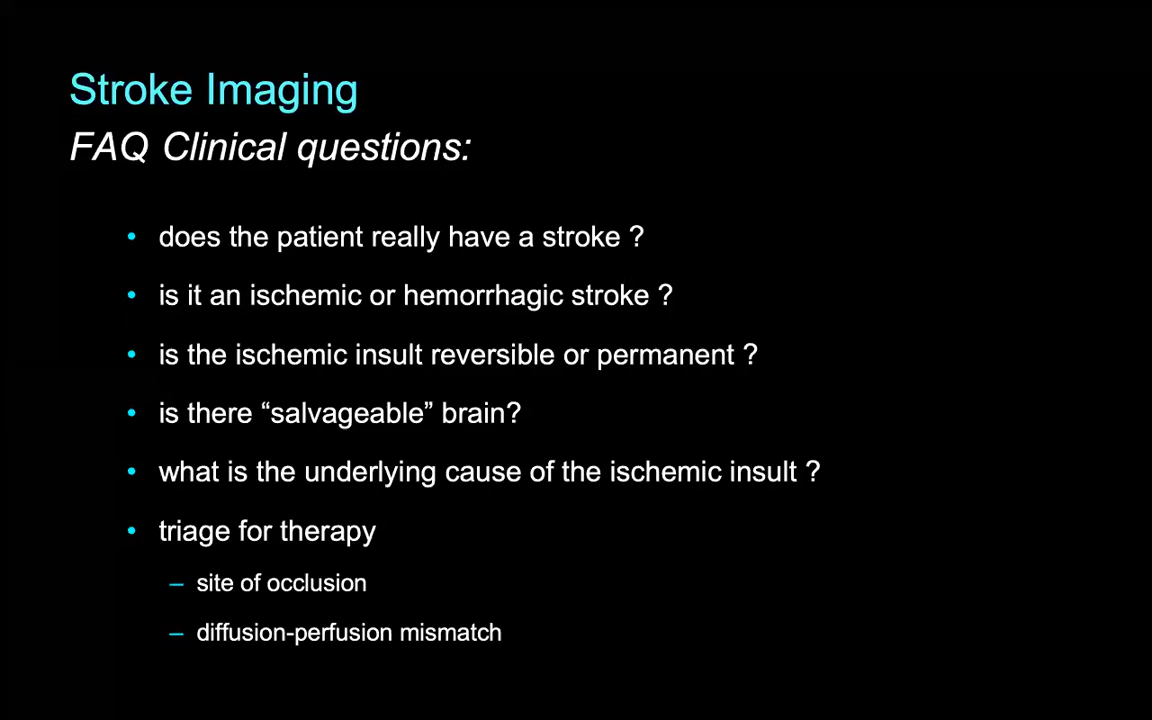 Stroke Imaging
FAQ Clinical questions:
• does the patient really have a stroke ?
• is it an ischemic or hemorrhagic stroke ?
• is the ischemic insult reversible or permanent ?
• is there “salvageable” brain?
• what is the underlying cause of the ischemic insult ?
• triage for therapy
– site of occlusion
– diffusion-perfusion mismatch